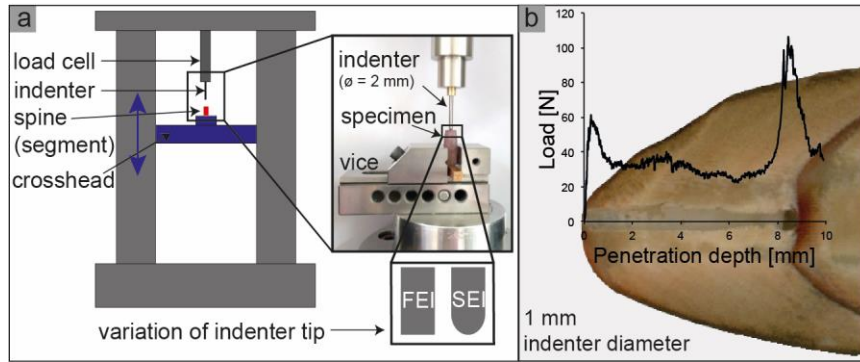 a
load cell
indenter
spine
(segment)
crosshead
indenter
(ø = 2 mm)
specimen
vice
FEI
SEI
variation of indenter tip
b
Load [N]
120
100
80
60
40
20
0
0
2
4
6
8
10
Penetration depth [mm]
1 mm
indenter diameter